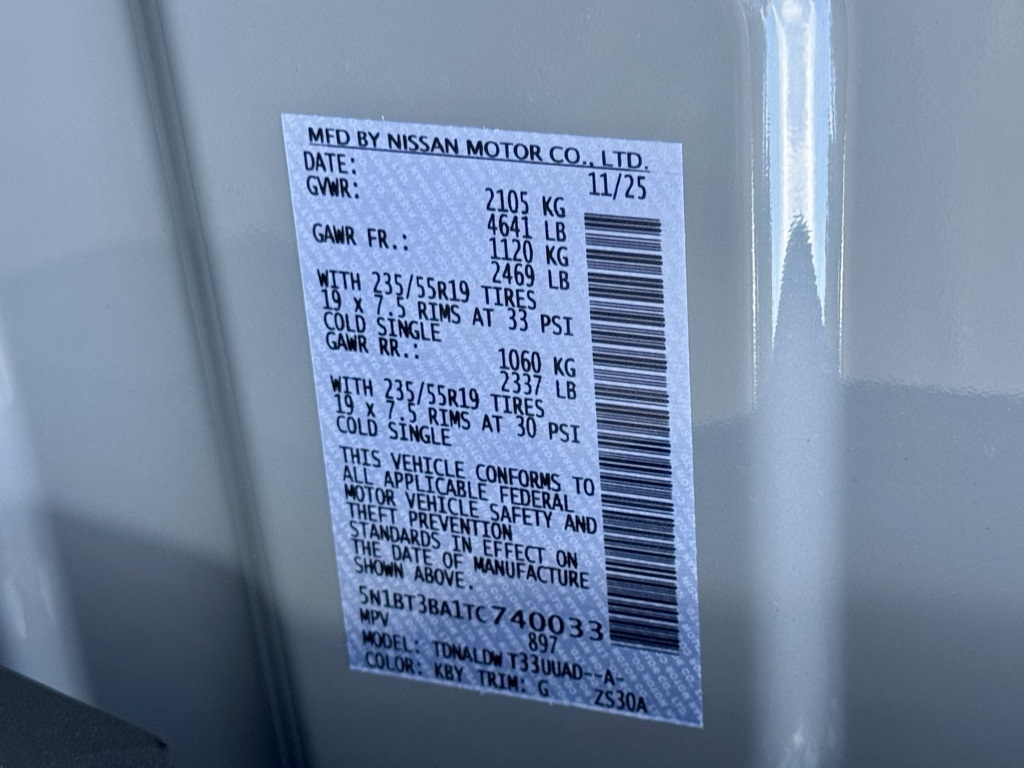 MFD BY NISSAN MOTOR CO., LTD.
DATE: 11/25
GVWR: 2105 KG
4641 LB
GAWR FR.: 1120 KG
2469 LB
WITH 235/55R19 TIRES
19 X 7.5 RIMS AT 33 PSI
COLD SINGLE
GAWR RR.: 1060 KG
2337 LB
WITH 235/55R19 TIRES
19 X 7.5 RIMS AT 30 PSI
COLD SINGLE
THIS VEHICLE CONFORMS TO
ALL APPLICABLE FEDERAL
MOTOR VEHICLE SAFETY AND
THEFT PREVENTION
STANDARDS IN EFFECT ON
THE DATE OF MANUFACTURE
SHOWN ABOVE.
5N1BT3BA1TC740033
MPV 897
MODEL: TDNALDW T33UUAD--A-
COLOR: KBY TRIM: G ZS30A